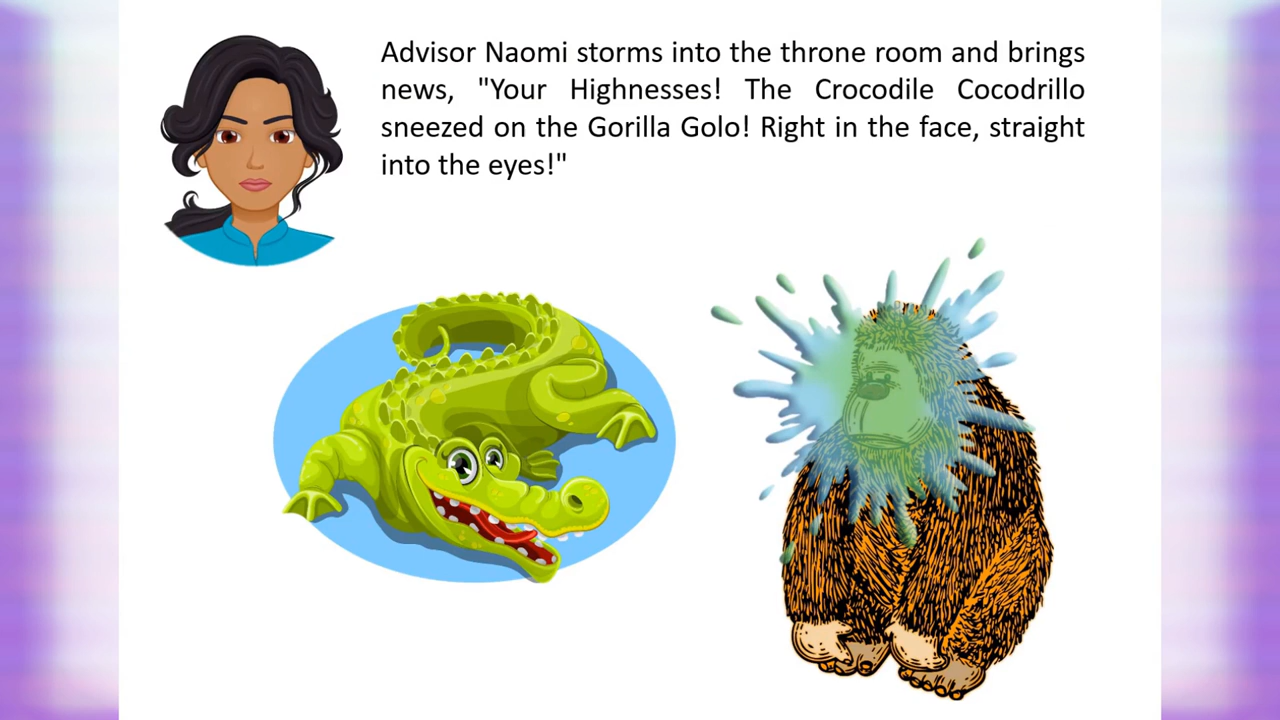 Advisor Naomi storms into the throne room and brings
news, "Your Highnesses! The Crocodile Cocodrillo
sneezed on the Gorilla Golo! Right in the face, straight
into the eyes!"